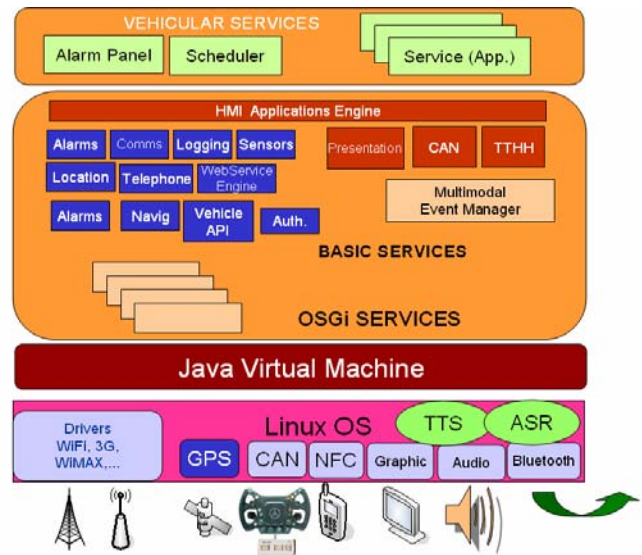 VEHICULAR SERVICES
Alarm Panel
Scheduler
Service (App.)
HMI Applications Engine
Alarms
Comms
Logging
Sensors
Presentation
CAN
TTHH
Location
Telephone
WebService
Engine
Multimodal
Event Manager
Alarms
Navig
Vehicle
API
Auth.
BASIC SERVICES
OSGi SERVICES
Java Virtual Machine
Drivers
WiFi, 3G,
WiMAX,...
Linux OS
TTS
ASR
GPS
CAN
NFC
Graphic
Audio
Bluetooth